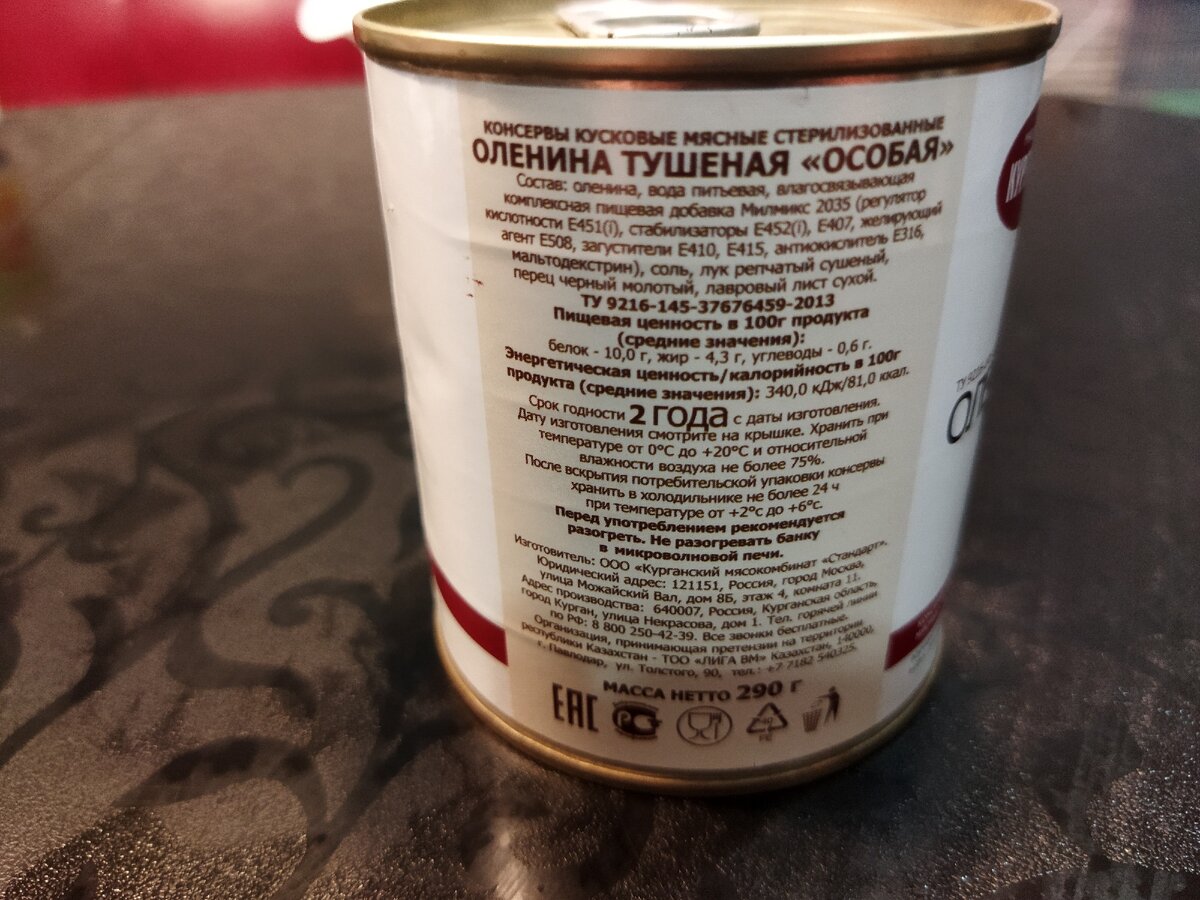 КОНСЕРВЫ КУСКОВЫЕ МЯСНЫЕ СТЕРИЛИЗОВАННЫЕ
ОЛЕНИНА ТУШЕНАЯ «ОСОБАЯ»
Состав: оленина, вода питьевая, влагосвязывающая
комплексная пищевая добавка Милмикс 2035 (регулятор
кислотности Е451(i), стабилизаторы Е452(i), Е407, желирующий
агент Е508, загустители Е410, Е415, антиокислитель Е316,
мальтодекстрин), соль, лук репчатый сушеный,
перец черный молотый, лавровый лист сухой.
ТУ 9216-145-37676459-2013
Пищевая ценность в 100г продукта
(средние значения):
белок - 10,0 г, жир - 4,3 г, углеводы - 0,6 г.
Энергетическая ценность/калорийность в 100г
продукта (средние значения): 340,0 кДж/81,0 ккал.
Срок годности 2 ГОДА с даты изготовления.
Дату изготовления смотрите на крышке. Хранить при
температуре от 0°С до +20°С и относительной
влажности воздуха не более 75%.
После вскрытия потребительской упаковки консервы
хранить в холодильнике не более 24 ч
при температуре от +2°с до +6°с.
Перед употреблением рекомендуется
разогреть. Не разогревать банку
в микроволновой печи.
Изготовитель: ООО «Курганский мясокомбинат «Стандарт».
Юридический адрес: 121151, Россия, город Москва,
улица Можайский Вал, дом 8Б, этаж 4, комната 11.
Адрес производства: 640007, Россия, Курганская область,
город Курган, улица Некрасова, дом 1. Тел. горячей линии
по РФ: 8 800 250-42-39. Все звонки бесплатные.
Организация, принимающая претензии на территории
республики Казахстан - ТОО «ЛИГА ВМ» Казахстан, 140000,
г. Павлодар, ул. Толстого, 90, тел.: +7 7182 540325.
МАССА НЕТТО 290 г
ЕАС
РСТ
40
FE